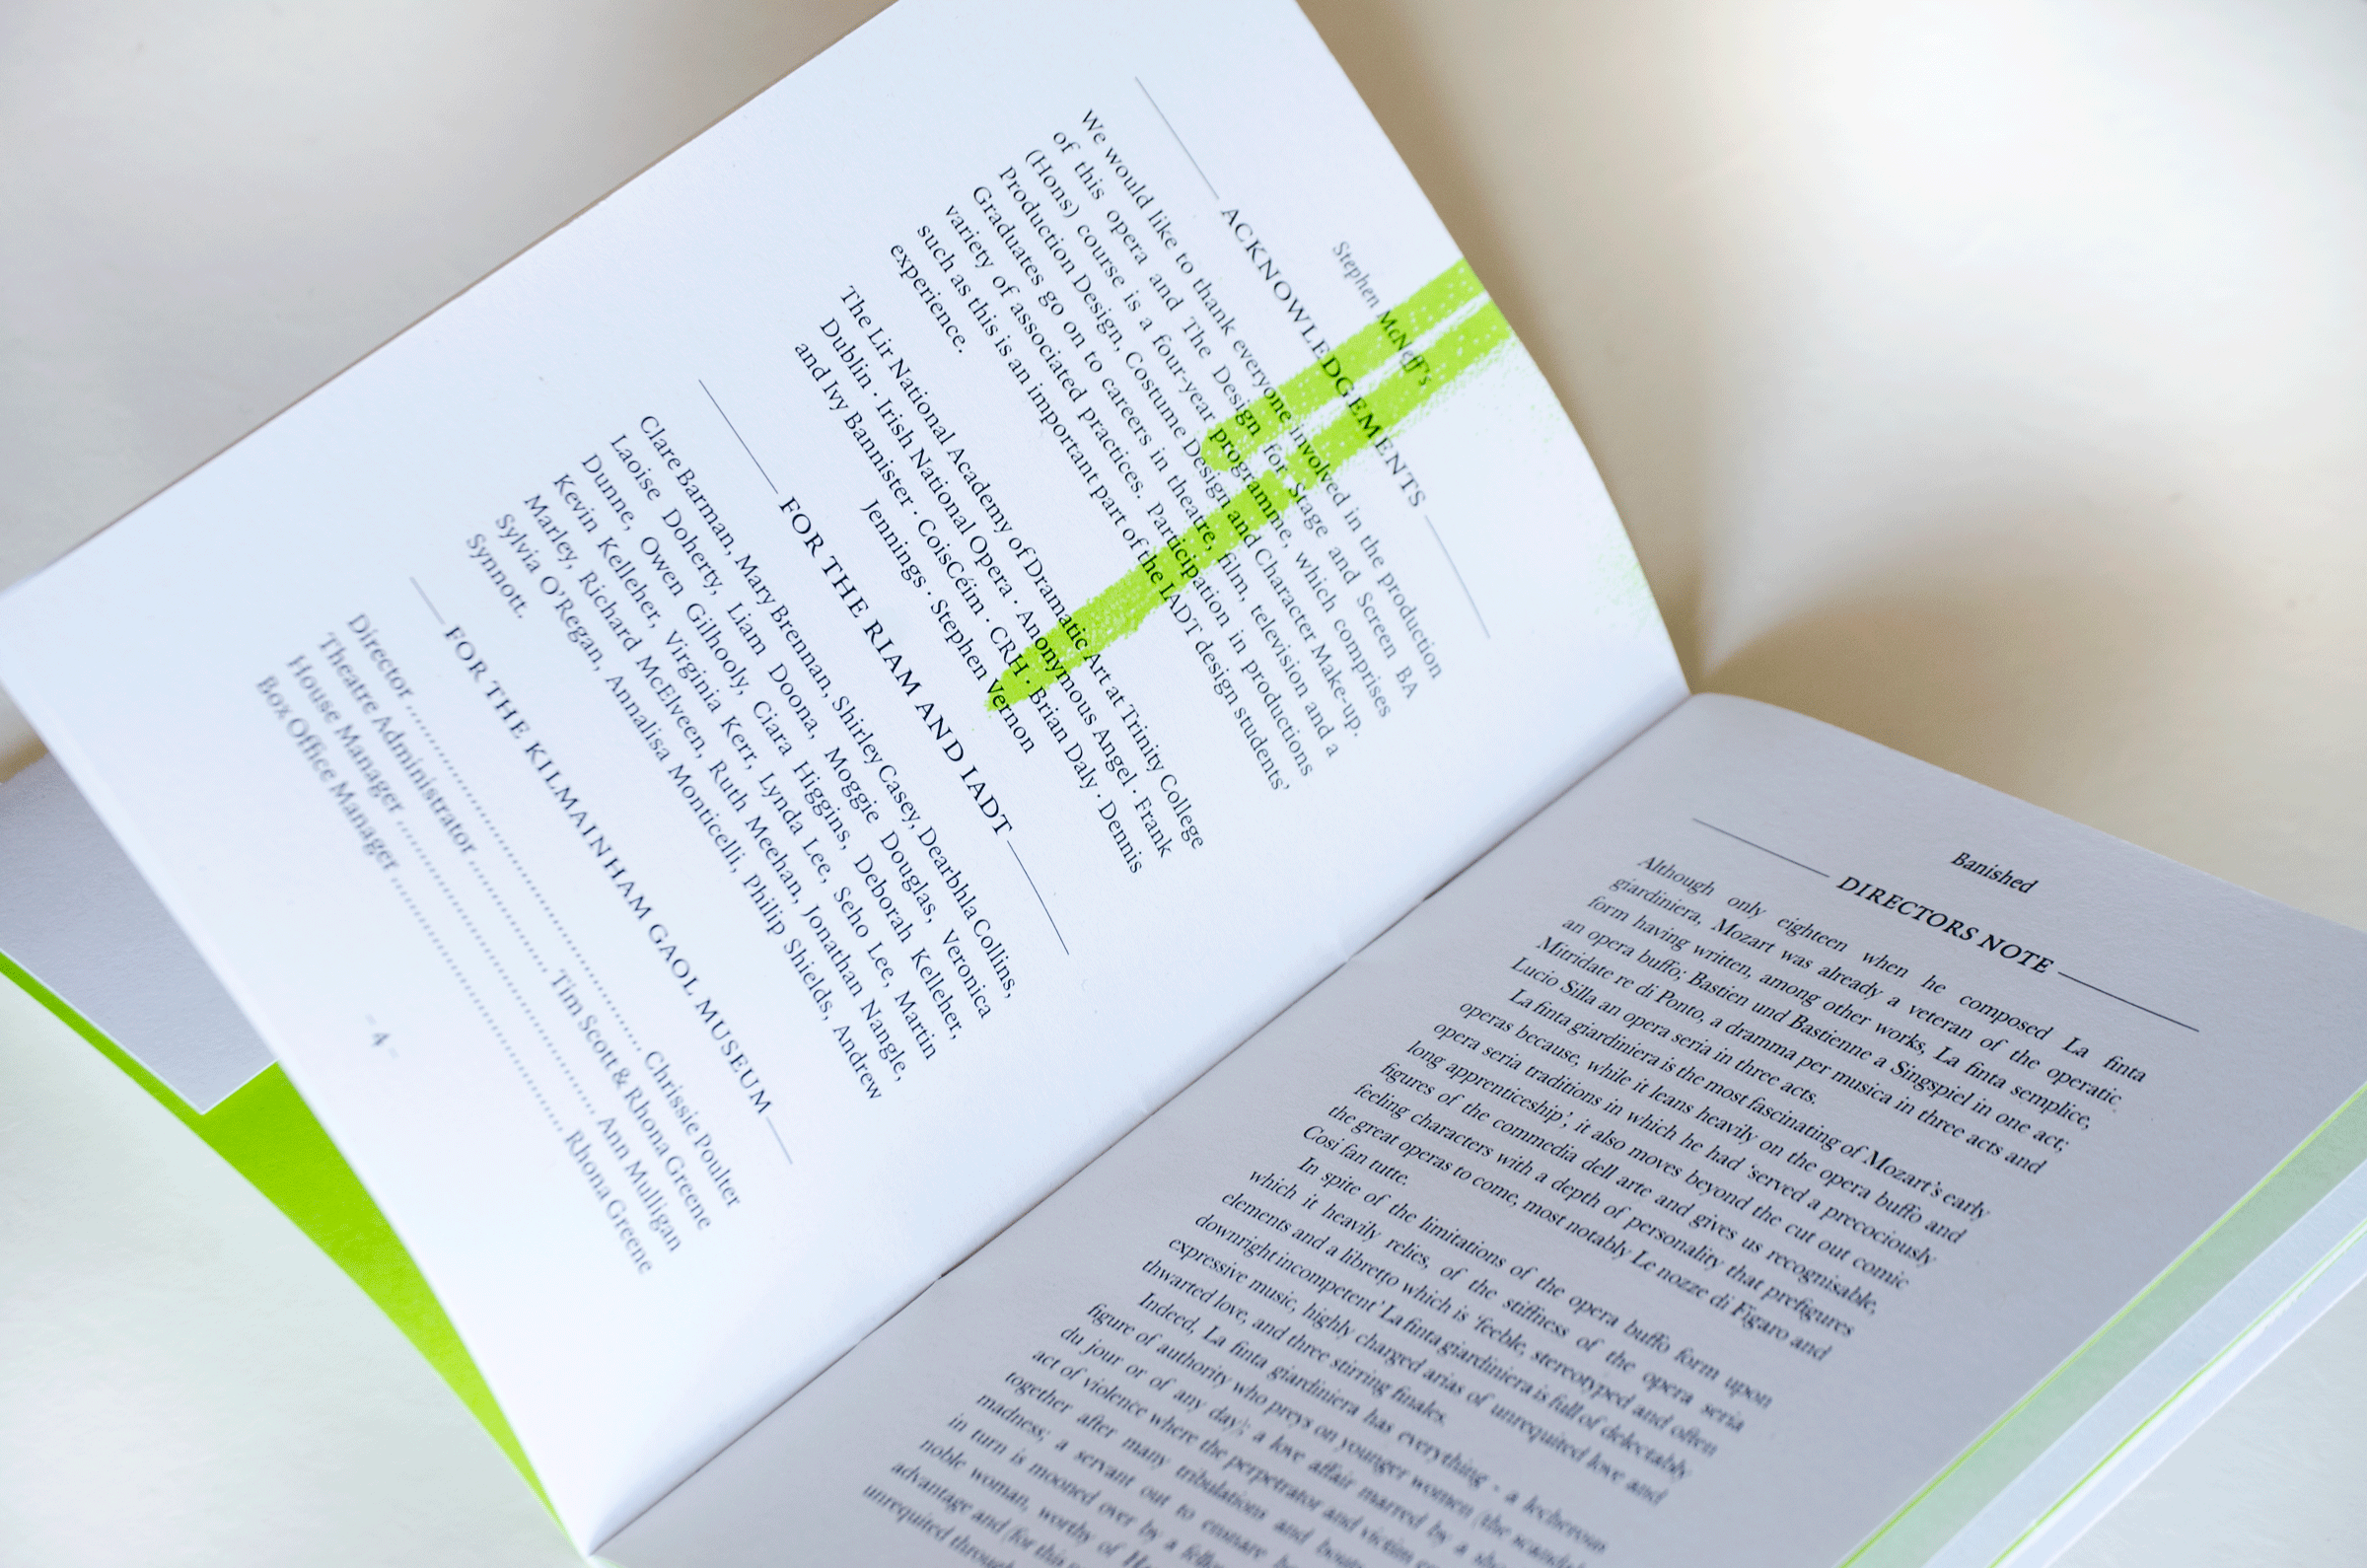 Stephen McNeff's
ACKNOWLEDGEMENTS
We would like to thank everyone involved in the production
of this opera and The Design for Stage and Screen BA
(Hons) course is a four-year programme, which comprises
Production Design, Costume Design and Character Make-up.
Graduates go on to careers in theatre, film, television and a
variety of associated practices. Participation in productions
such as this is an important part of the IADT design students'
experience.
The Lir National Academy of Dramatic Art at Trinity College
Dublin · Irish National Opera · Anonymous Angel · Frank
and Ivy Bannister · CoisCéim · CRH · Brian Daly · Dennis
Jennings · Stephen Vernon
FOR THE RIAM AND IADT
Clare Barman, Mary Brennan, Shirley Casey, Dearbhla Collins,
Laoise Doherty, Liam Doona, Moggie Douglas, Veronica
Dunne, Owen Gilhooly, Ciara Higgins, Deborah Kelleher,
Kevin Kelleher, Virginia Kerr, Lynda Lee, Seho Lee, Martin
Marley, Richard McElveen, Ruth Meehan, Jonathan Nangle,
Sylvia O'Regan, Annalisa Monticelli, Philip Shields, Andrew
Synnott.
FOR THE KILMAINHAM GAOL MUSEUM
Director ........................................ Chrissie Poulter
Theatre Administrator ............... Tim Scott & Rhona Greene
House Manager ................................ Ann Mulligan
Box Office Manager ................................ Rhona Greene
– 4 –
Banished
DIRECTORS NOTE
Although only eighteen when he composed La finta
giardiniera, Mozart was already a veteran of the operatic
form having written, among other works, La finta semplice,
an opera buffo; Bastien und Bastienne a Singspiel in one act;
Mitridate re di Ponto, a dramma per musica in three acts and
Lucio Silla an opera seria in three acts.
La finta giardiniera is the most fascinating of Mozart's early
operas because, while it leans heavily on the opera buffo and
opera seria traditions in which he had 'served a precociously
long apprenticeship', it also moves beyond the cut out comic
figures of the commedia dell arte and gives us recognisable,
feeling characters with a depth of personality that prefigures
the great operas to come, most notably Le nozze di Figaro and
Cosi fan tutte.
In spite of the limitations of the opera buffo form upon
which it heavily relies, of the stiffness of the opera seria
elements and a libretto which is 'feeble, stereotyped and often
downright incompetent' La finta giardiniera is full of delectably
expressive music, highly charged arias of unrequited love and
thwarted love, and three stirring finales.
Indeed, La finta giardiniera has everything - a lecherous
figure of authority who preys on younger women (the scandal
du jour or of any day); a love affair marred by a
act of violence where the perpetrator and victim
together after many tribulations and
madness; a servant out to ensnare
in turn is mooned over by a
noble woman, worthy of
advantage and (for this
unrequited